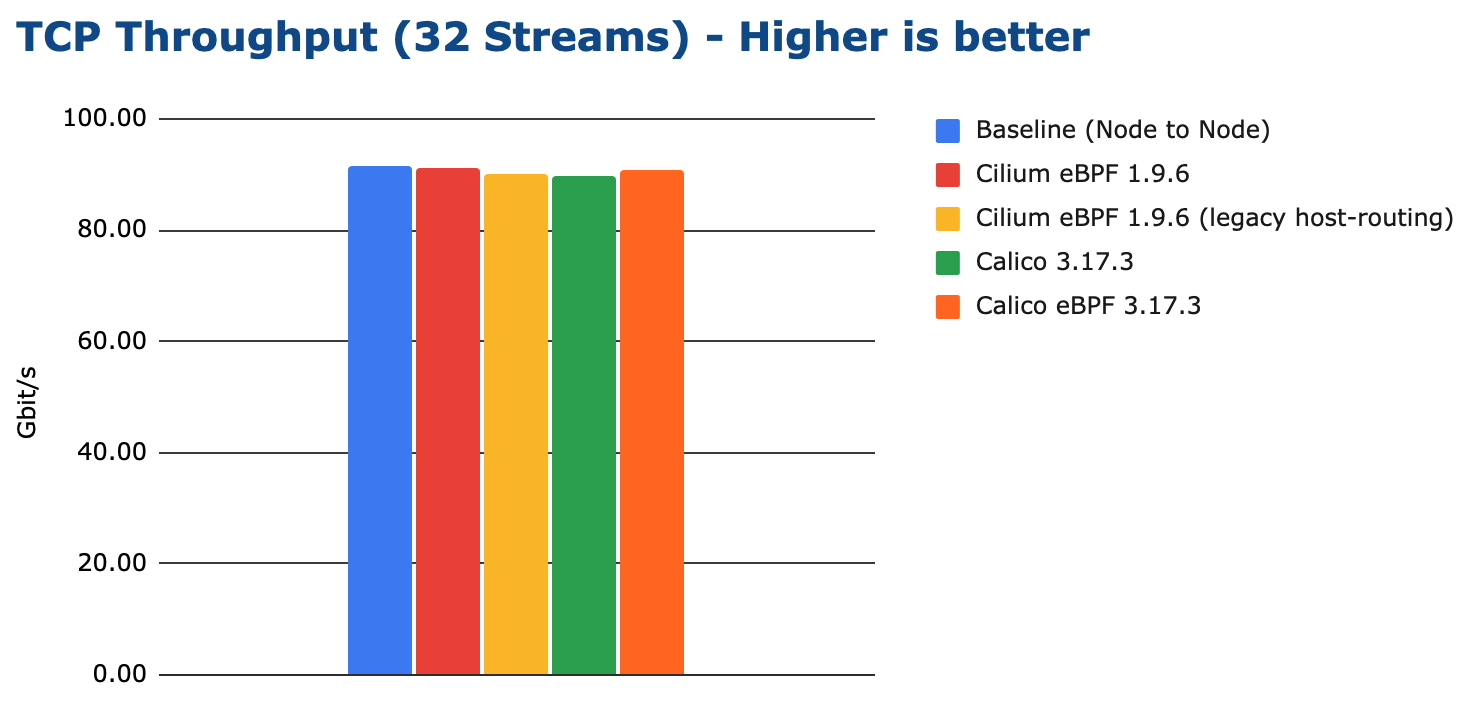 TCP Throughput (32 Streams) - Higher is better
100.00
80.00
60.00
40.00
20.00
0.00
Gbit/s
Baseline (Node to Node)
Cilium eBPF 1.9.6
Cilium eBPF 1.9.6 (legacy host-routing)
Calico 3.17.3
Calico eBPF 3.17.3